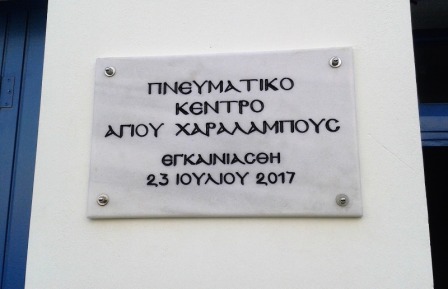 ΠΝΕΥΜΑΤΙΚΟ
ΚΕΝΤΡΟ
ΑΓΙΟΥ ΧΑΡΑΛΑΜΠΟΥΣ
ΕΓΚΑΙΝΙΑΣΘΗ
23 ΙΟΥΛΙΟΥ 2017